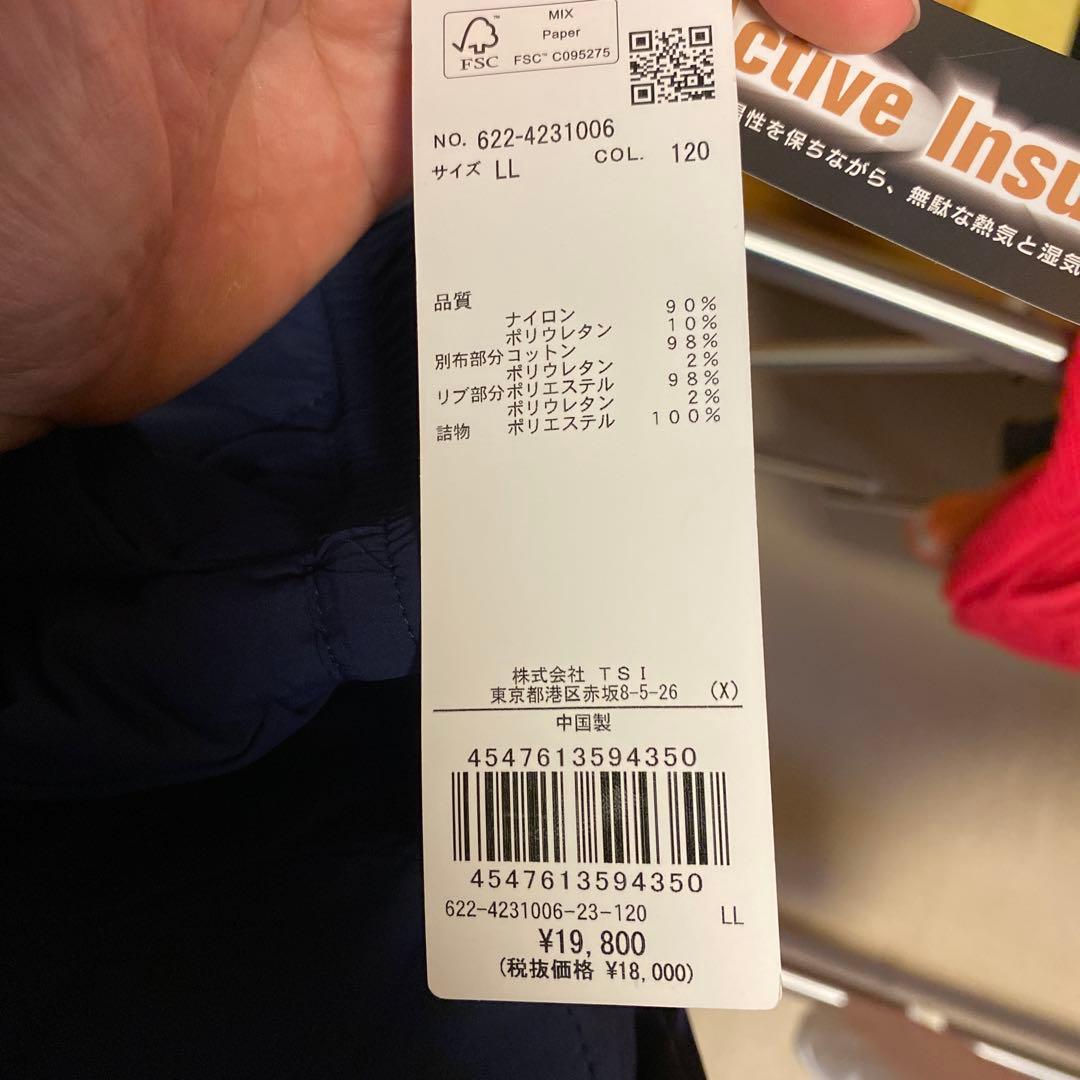 FSC™
MIX
Paper
FSC™ C095275
NO. 622-4231006
サイズ LL COL. 120
品質
ナイロン 90%
ポリウレタン 10%
別布部分コットン 98%
ポリウレタン 2%
リブ部分ポリエステル 98%
ポリウレタン 2%
詰物 ポリエステル 100%
株式会社 TSI
東京都港区赤坂8-5-26 (X)
中国製
4547613594350
4547613594350
622-4231006-23-120 LL
¥19,800
(税抜価格 ¥18,000)
ctive Insu
性を保ちながら、無駄な熱気と湿気